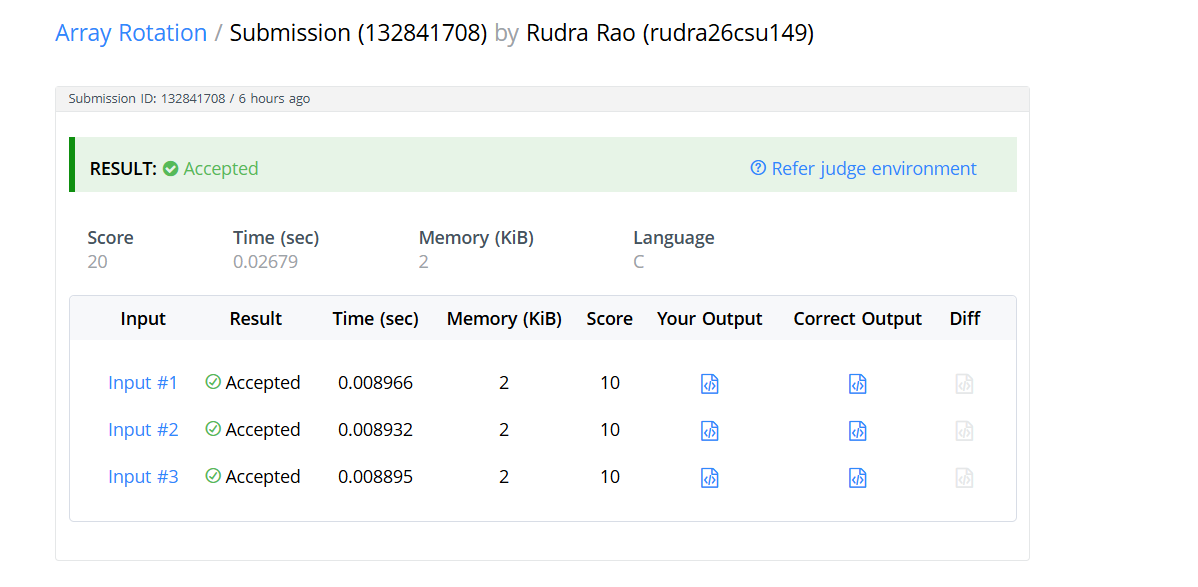 Array Rotation / Submission (132841708) by Rudra Rao (rudra26csu149)
Submission ID: 132841708 / 6 hours ago
RESULT: Accepted Refer judge environment
Score Time (sec) Memory (KiB) Language
20 0.02679 2 C
Input Result Time (sec) Memory (KiB) Score Your Output Correct Output Diff
Input #1 Accepted 0.008966 2 10
Input #2 Accepted 0.008932 2 10
Input #3 Accepted 0.008895 2 10